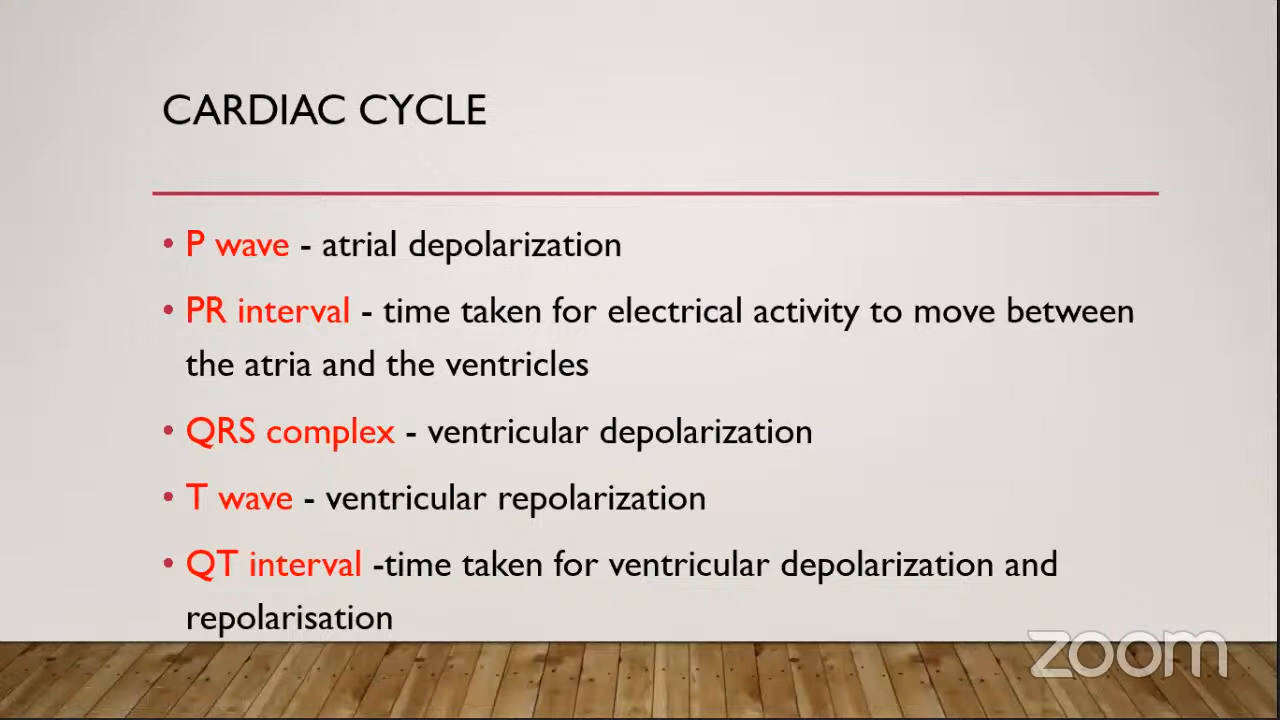 CARDIAC CYCLE
• P wave - atrial depolarization
• PR interval - time taken for electrical activity to move between
the atria and the ventricles
• QRS complex - ventricular depolarization
• T wave - ventricular repolarization
• QT interval -time taken for ventricular depolarization and
repolarisation
zoom